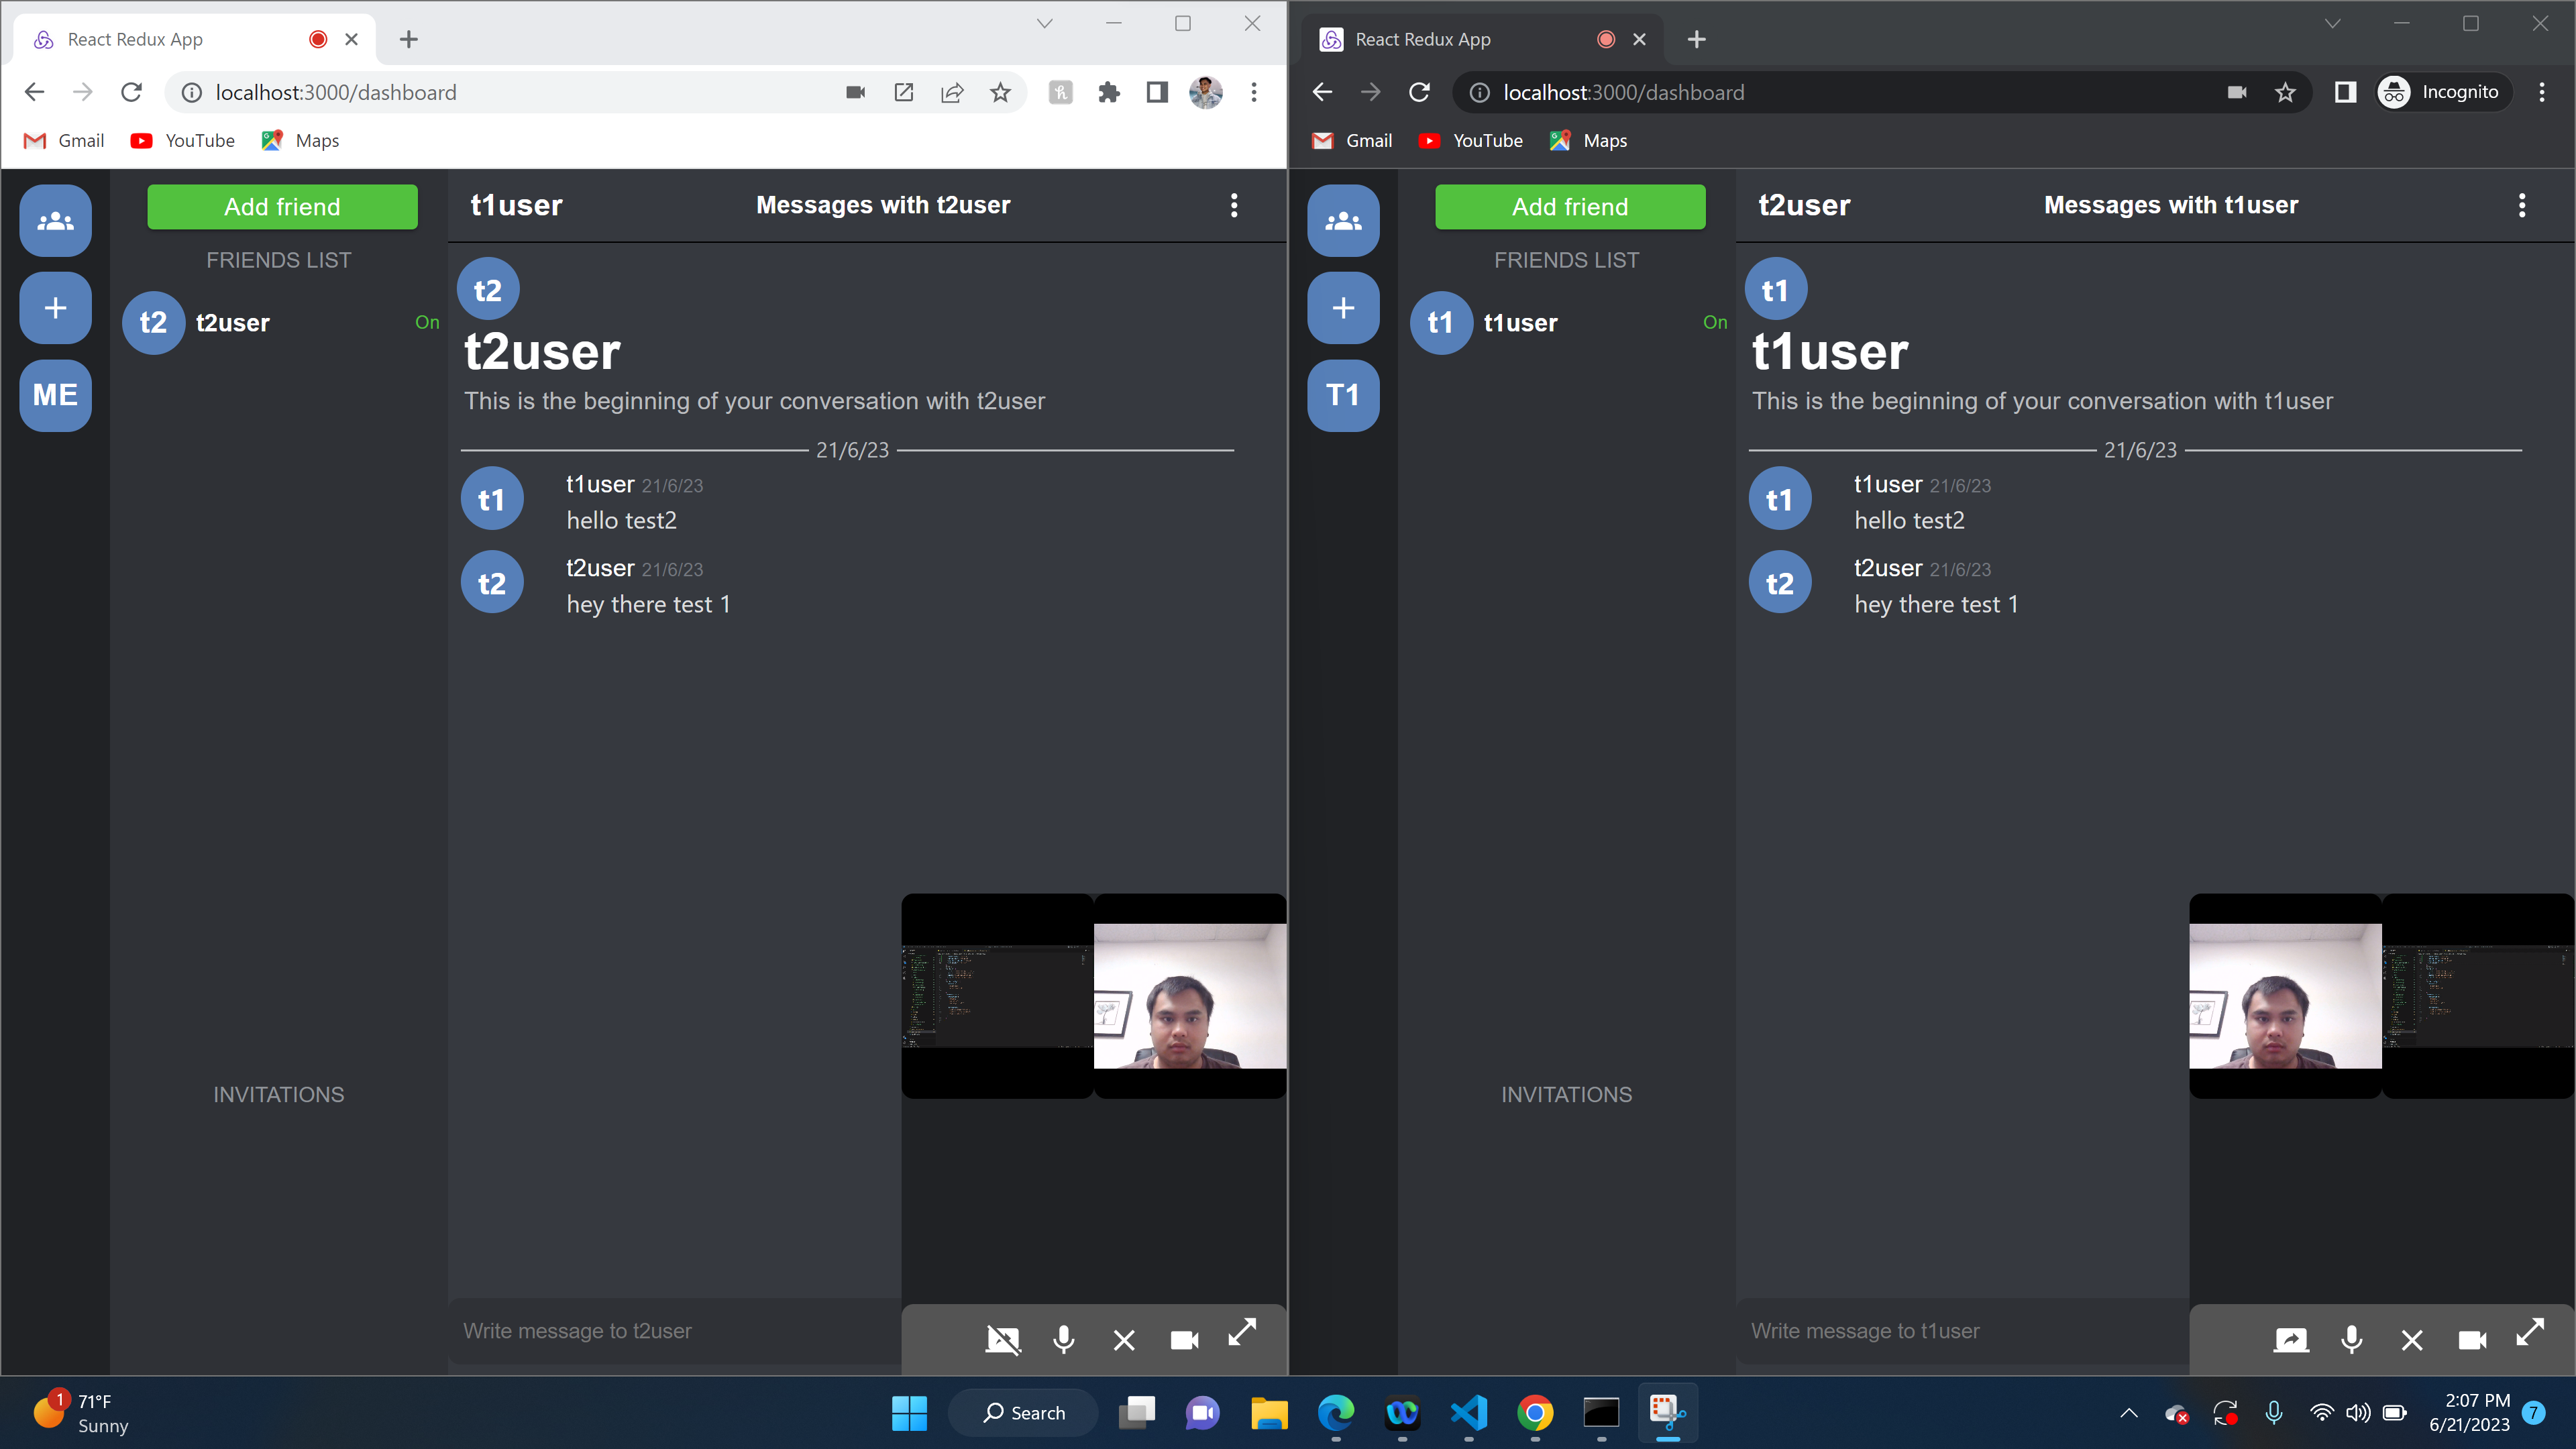 React Redux App
localhost:3000/dashboard
Gmail YouTube Maps
Add friend
FRIENDS LIST
t2 t2user On
ME
INVITATIONS
t1user Messages with t2user
t2
t2user
This is the beginning of your conversation with t2user
21/6/23
t1 t1user 21/6/23
hello test2
t2 t2user 21/6/23
hey there test 1
Write message to t2user
React Redux App
localhost:3000/dashboard Incognito
Gmail YouTube Maps
Add friend
FRIENDS LIST
t1 t1user On
T1
INVITATIONS
t2user Messages with t1user
t1
t1user
This is the beginning of your conversation with t1user
21/6/23
t1 t1user 21/6/23
hello test2
t2 t2user 21/6/23
hey there test 1
Write message to t1user
1 71°F
Sunny
Search
2:07 PM
6/21/2023
7